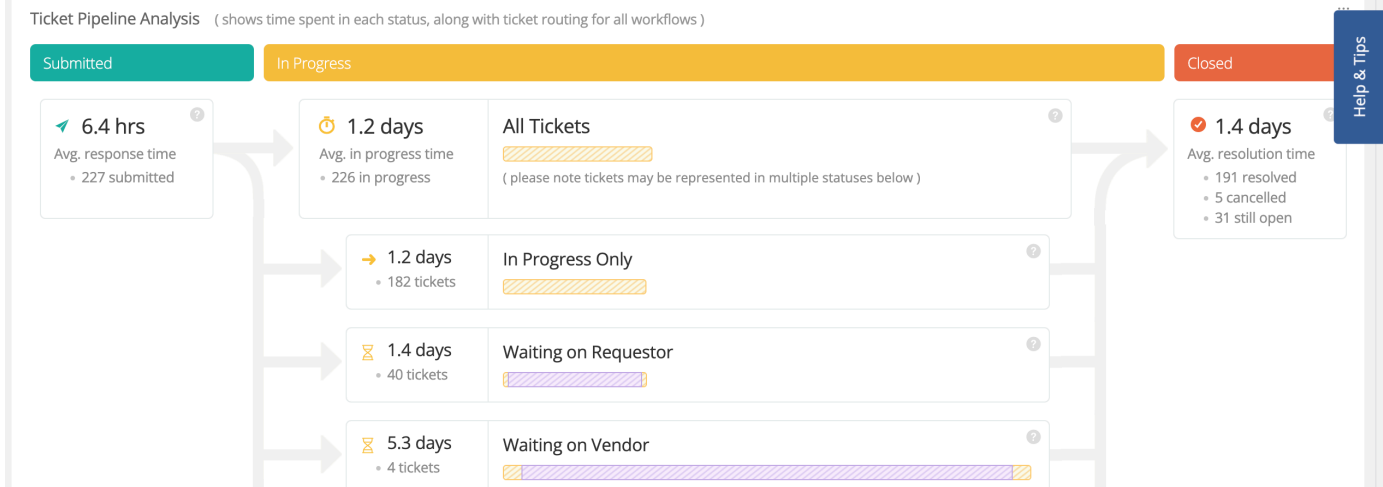 Ticket Pipeline Analysis ( shows time spent in each status, along with ticket routing for all workflows )
Help & Tips
Submitted
In Progress
Closed
6.4 hrs
Avg. response time
227 submitted
1.2 days
Avg. in progress time
226 in progress
All Tickets
( please note tickets may be represented in multiple statuses below )
1.4 days
Avg. resolution time
191 resolved
5 cancelled
31 still open
1.2 days
182 tickets
In Progress Only
1.4 days
40 tickets
Waiting on Requestor
5.3 days
4 tickets
Waiting on Vendor